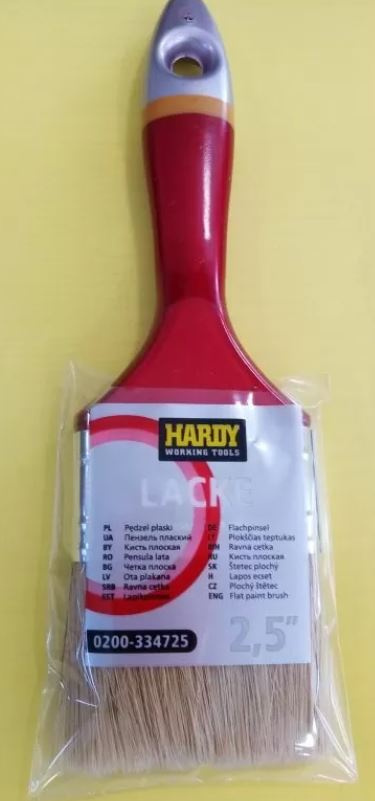 HARDY
WORKING TOOLS
LACKE
PL Pędzel płaski
UA Пензель плаский
BY Кисть плоская
RO Pensula lata
BG Четка плоска
LV Ota plakana
SRB Ravna cetka
EST
DE Flachpinsel
LT Plokščias teptukas
BIH Ravna cetka
RU Кисть плоская
SK Štetec plochý
H Lapos ecset
CZ Plochý štětec
ENG Flat paint brush
0200-334725
2,5”